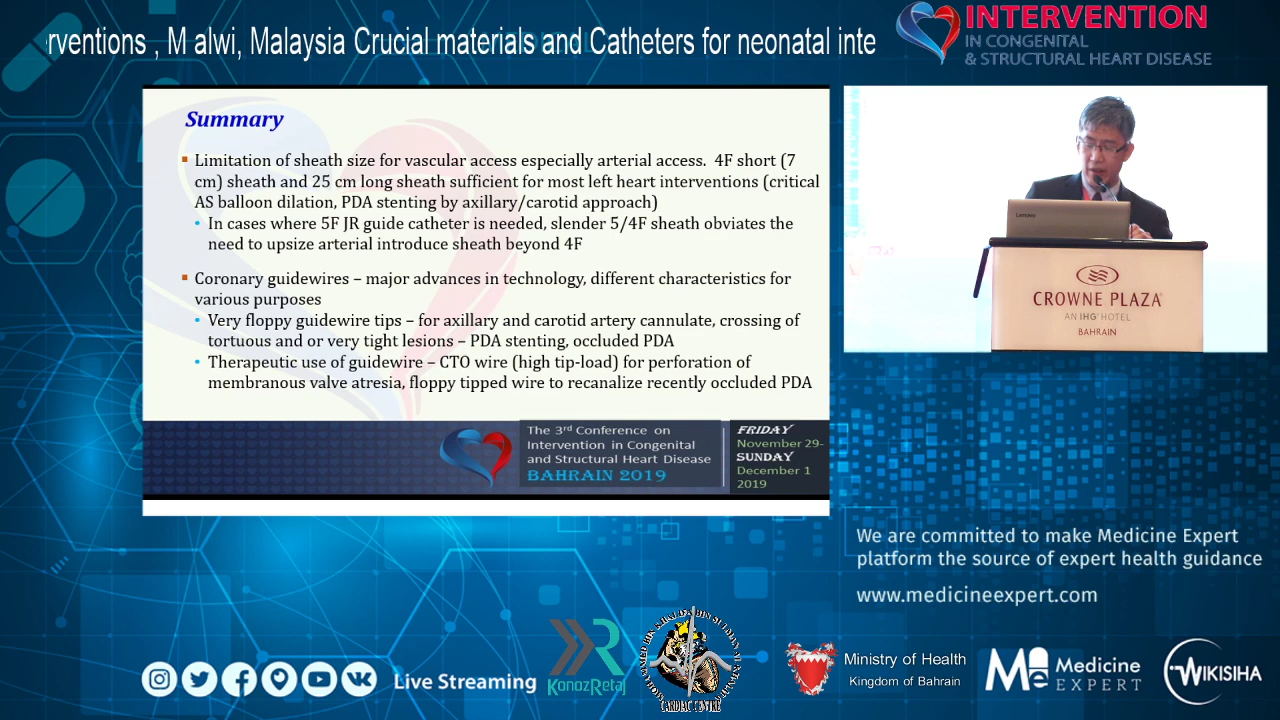 rventions , M alwi, Malaysia Crucial materials and Catheters for neonatal inte
INTERVENTION
IN CONGENITAL
& STRUCTURAL HEART DISEASE
Summary
Limitation of sheath size for vascular access especially arterial access. 4F short (7
cm) sheath and 25 cm long sheath sufficient for most left heart interventions (critical
AS balloon dilation, PDA stenting by axillary/carotid approach)
In cases where 5F JR guide catheter is needed, slender 5/4F sheath obviates the
need to upsize arterial introduce sheath beyond 4F
Coronary guidewires – major advances in technology, different characteristics for
various purposes
Very floppy guidewire tips – for axillary and carotid artery cannulate, crossing of
tortuous and or very tight lesions – PDA stenting, occluded PDA
Therapeutic use of guidewire – CTO wire (high tip-load) for perforation of
membranous valve atresia, floppy tipped wire to recanalize recently occluded PDA
The 3rd Conference on
Intervention in Congenital
and Structural Heart Disease
BAHRAIN 2019
FRIDAY
November 29-
SUNDAY
December 1
2019
Lenovo
CROWNE PLAZA
AN IHG HOTEL
BAHRAIN
We are committed to make Medicine Expert
platform the source of expert health guidance
www.medicineexpert.com
Live Streaming
KanazRetaj
CARDIAC CENTRE
Ministry of Health
Kingdom of Bahrain
Me Medicine
EXPERT
WIKISIHA